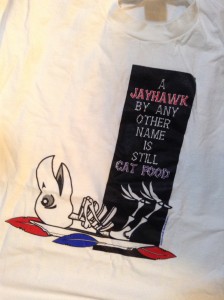 A
JAYHAWK
BY ANY
OTHER
NAME
IS
STILL
CAT FOOD